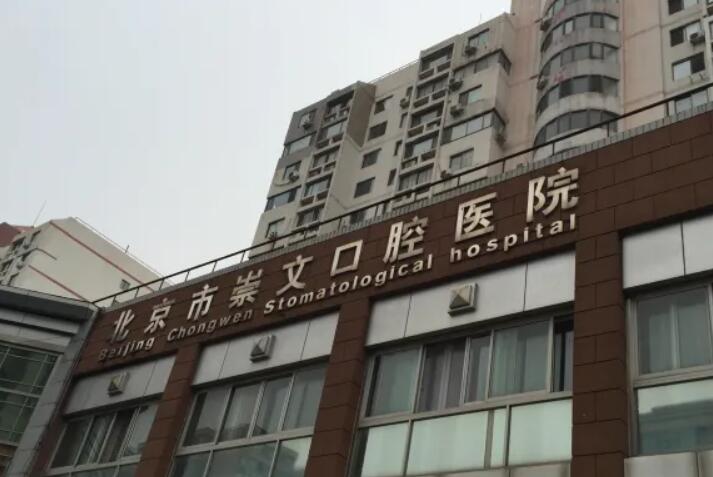 北京市崇文口腔医院
Beijing Chongwen Stomatological hospital